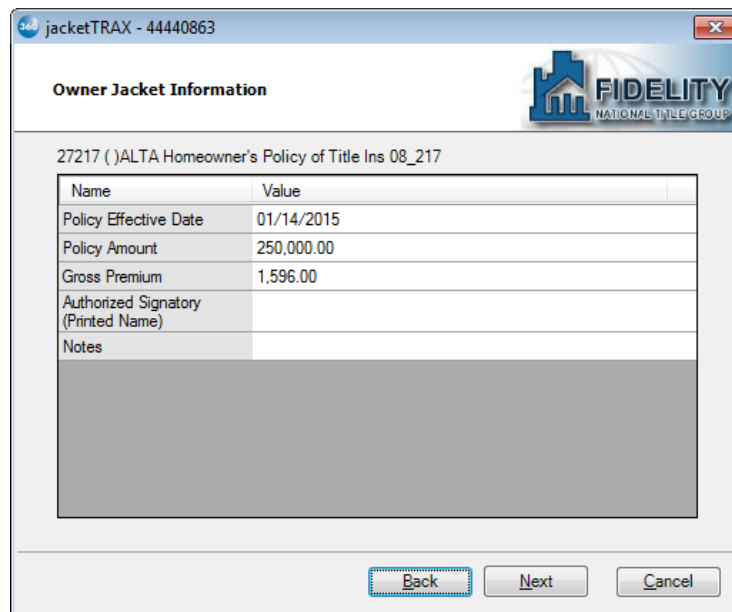 360 jacketTRAX - 44440863
Owner Jacket Information
FIDELITY
NATIONAL TITLE GROUP
27217 ( )ALTA Homeowner's Policy of Title Ins 08_217
Name Value
Policy Effective Date 01/14/2015
Policy Amount 250,000.00
Gross Premium 1,596.00
Authorized Signatory
(Printed Name)
Notes
Back Next Cancel